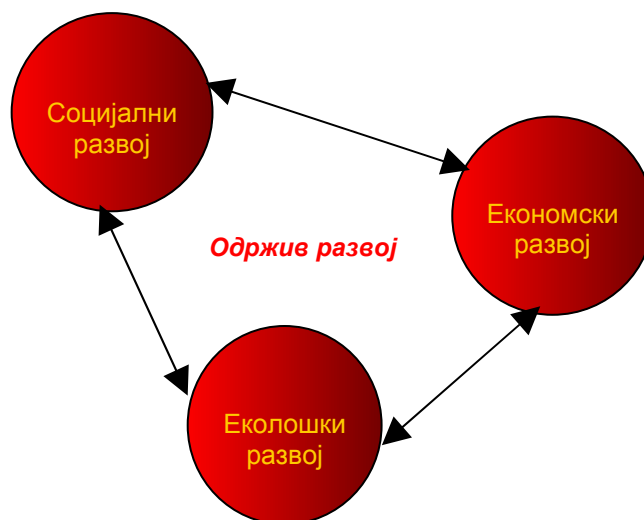 Социјални
развој
Економски
развој
Одржив развој
Еколошки
развој